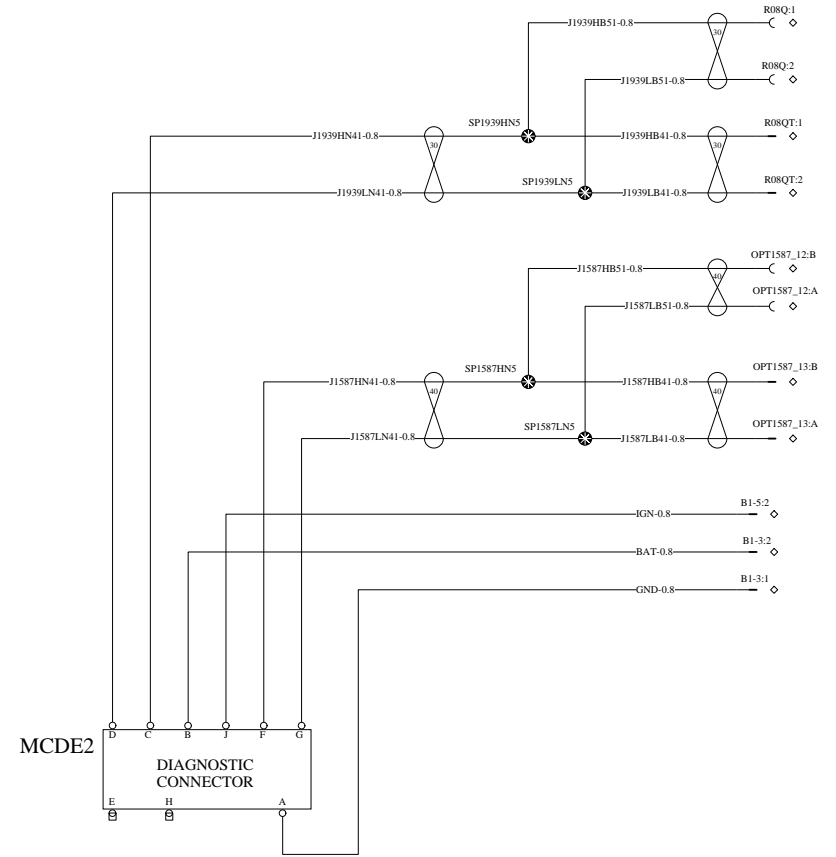 R08Q:1
J1939HB51-0.8
30
R08Q:2
J1939LB51-0.8
SP1939HN5
R08QT:1
J1939HN41-0.8
J1939HB41-0.8
30
30
SP1939LN5
R08QT:2
J1939LN41-0.8
J1939LB41-0.8
OPT1587_12:B
J1587HB51-0.8
40
OPT1587_12:A
J1587LB51-0.8
SP1587HN5
OPT1587_13:B
J1587HN41-0.8
J1587HB41-0.8
40
40
SP1587LN5
OPT1587_13:A
J1587LN41-0.8
J1587LB41-0.8
B1-5:2
IGN-0.8
B1-3:2
BAT-0.8
B1-3:1
GND-0.8
D C B J F G
MCDE2
DIAGNOSTIC
CONNECTOR
E H A